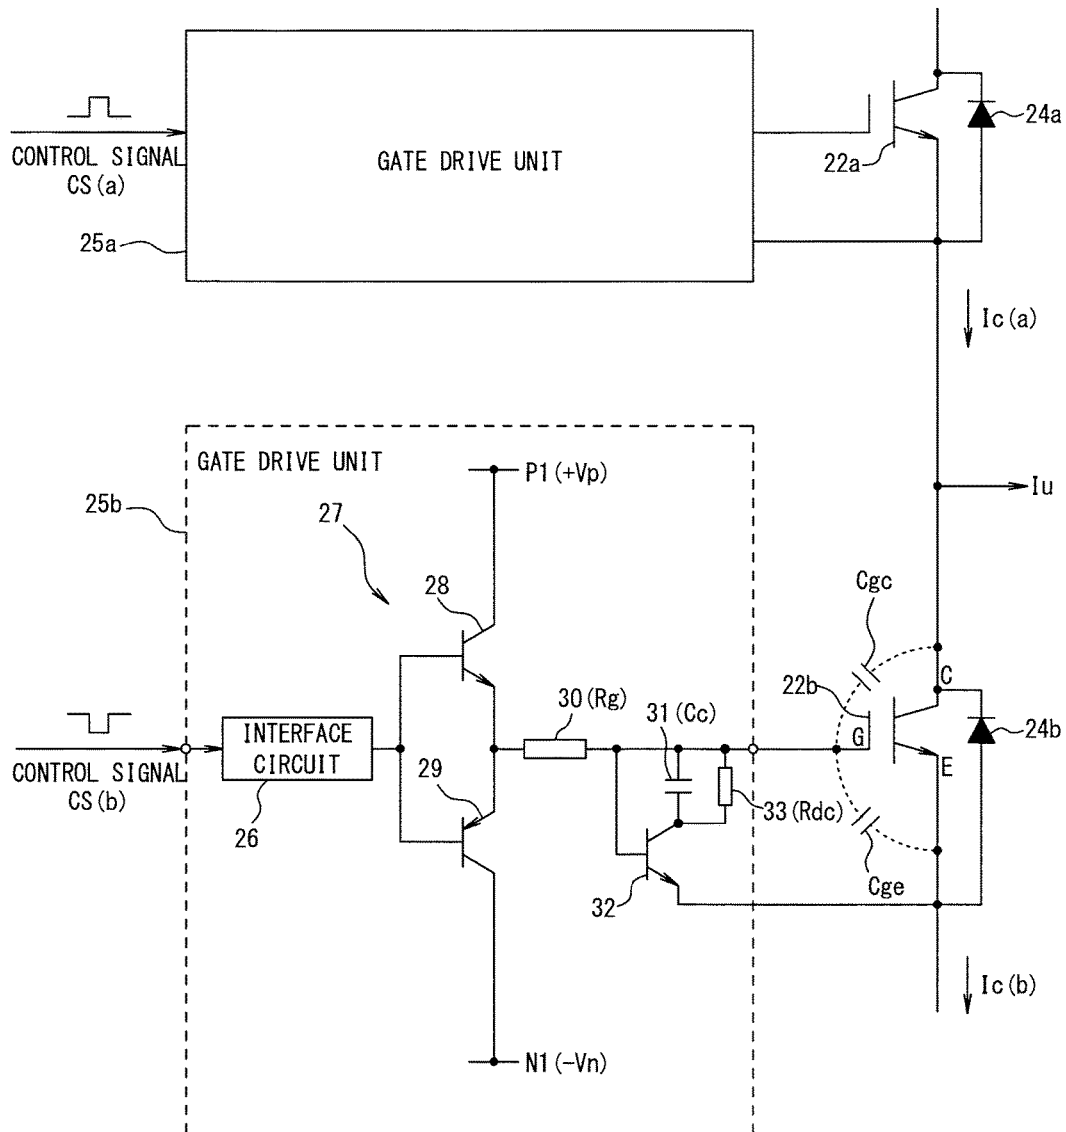 CONTROL SIGNAL
CS(a)
GATE DRIVE UNIT
25a
22a
24a
Ic(a)
GATE DRIVE UNIT
P1(+Vp)
25b
27
28
Iu
Cgc
C
22b
30(Rg)
31(Cc)
G
24b
INTERFACE
CIRCUIT
E
CONTROL SIGNAL
CS(b)
29
33(Rdc)
26
32
Cge
Ic(b)
N1(-Vn)